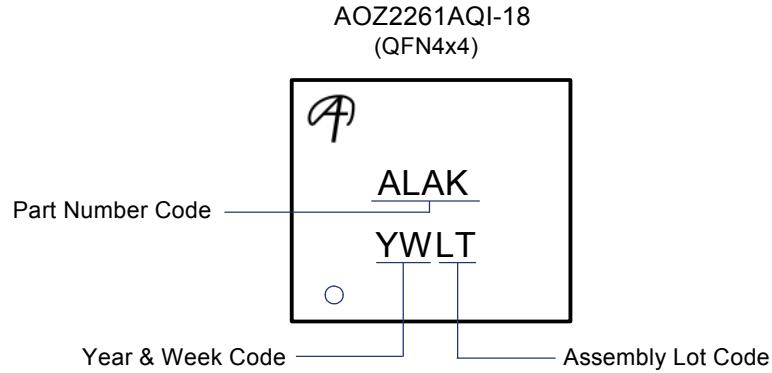 AOZ2261AQI-18
(QFN4x4)
ALAK
Part Number Code
YWLT
Year & Week Code
Assembly Lot Code